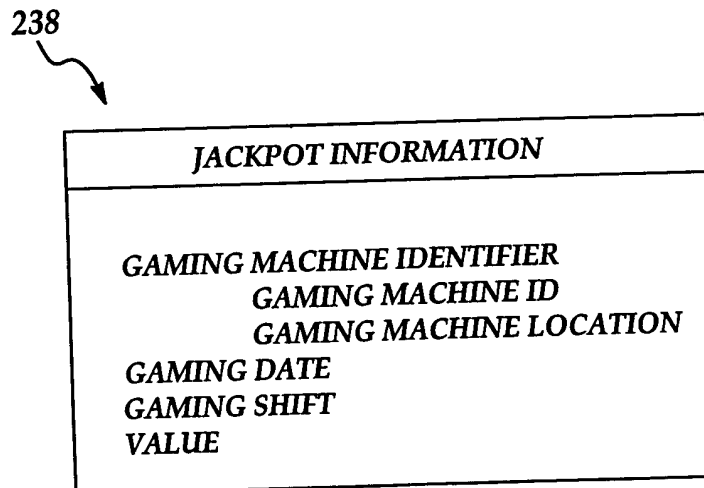 238
JACKPOT INFORMATION
GAMING MACHINE IDENTIFIER
GAMING MACHINE ID
GAMING MACHINE LOCATION
GAMING DATE
GAMING SHIFT
VALUE